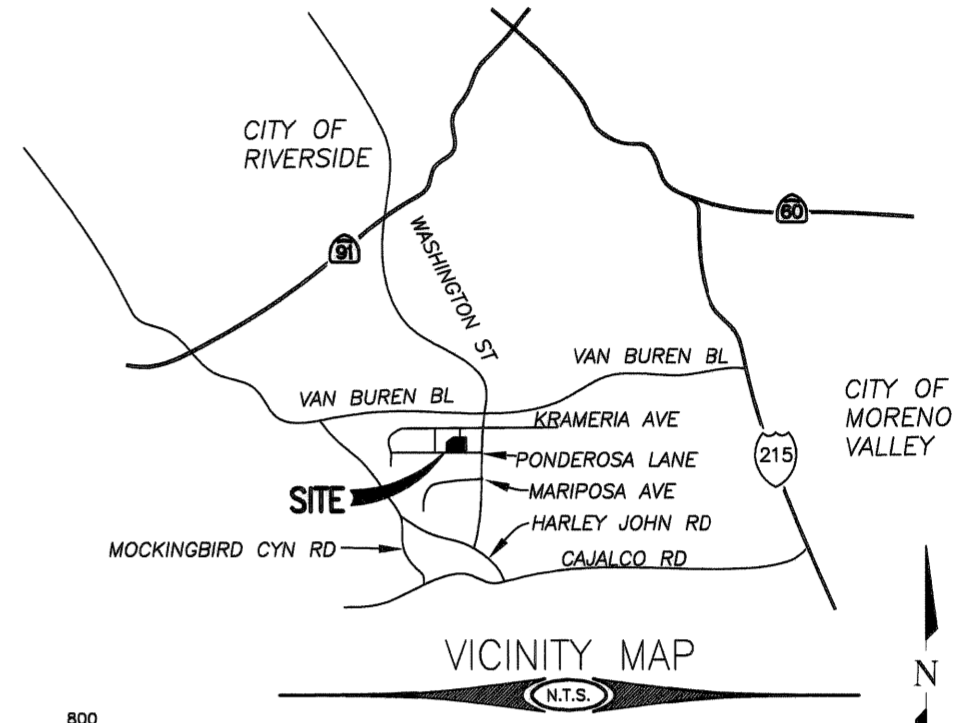 CITY OF
RIVERSIDE
60
91
WASHINGTON ST
VAN BUREN BL
VAN BUREN BL
CITY OF
MORENO
VALLEY
KRAMERIA AVE
215
PONDEROSA LANE
SITE
MARIPOSA AVE
HARLEY JOHN RD
MOCKINGBIRD CYN RD
CAJALCO RD
VICINITY MAP
N
N.T.S.
800